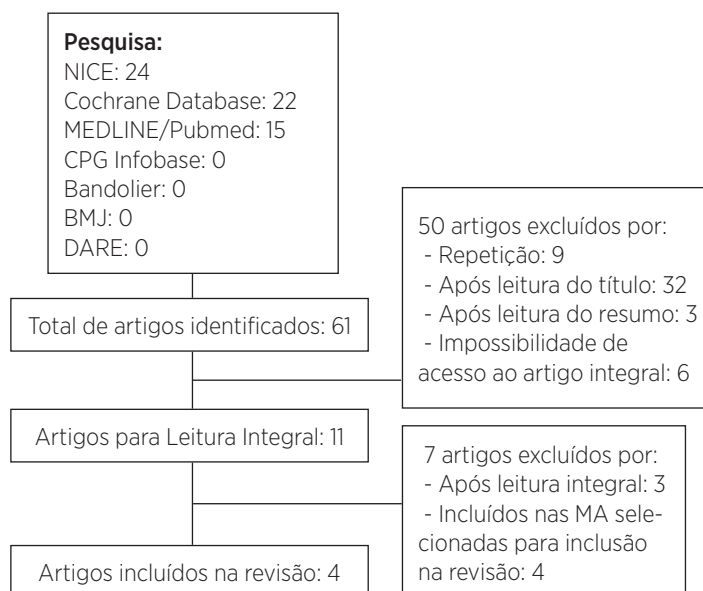 Pesquisa:
NICE: 24
Cochrane Database: 22
MEDLINE/Pubmed: 15
CPG Infobase: 0
Bandolier: 0
BMJ: 0
DARE: 0
Total de artigos identificados: 61
50 artigos excluídos por:
- Repetição: 9
- Após leitura do título: 32
- Após leitura do resumo: 3
- Impossibilidade de
acesso ao artigo integral: 6
Artigos para Leitura Integral: 11
7 artigos excluídos por:
- Após leitura integral: 3
- Incluídos nas MA sele-
cionadas para inclusão
na revisão: 4
Artigos incluídos na revisão: 4